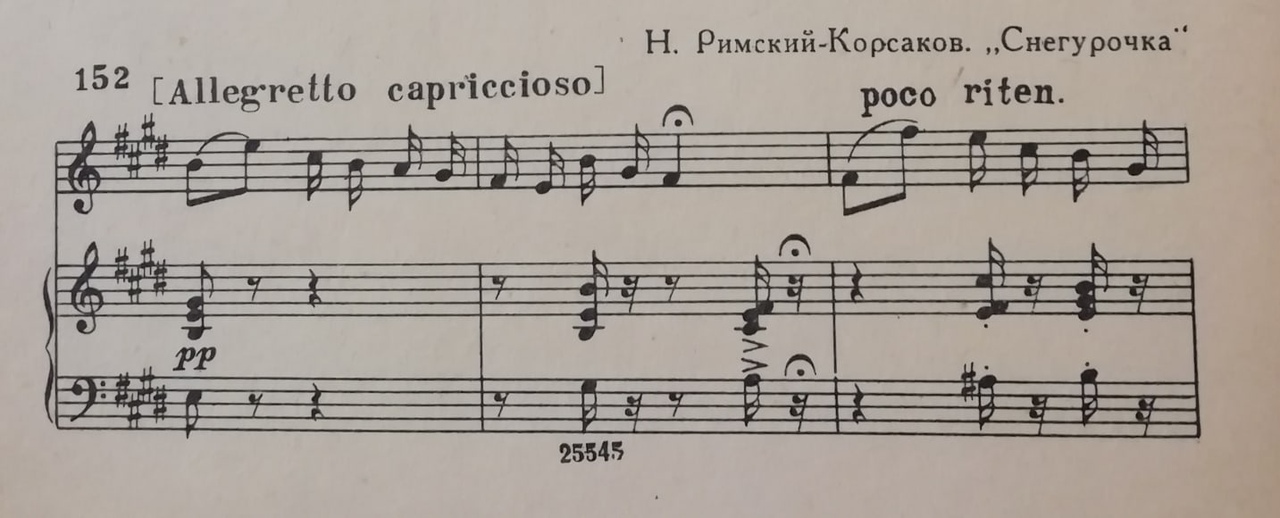 Н. Римский-Корсаков. „Снегурочка“
152 [Allegretto capriccioso]
poco riten.
pp
25545